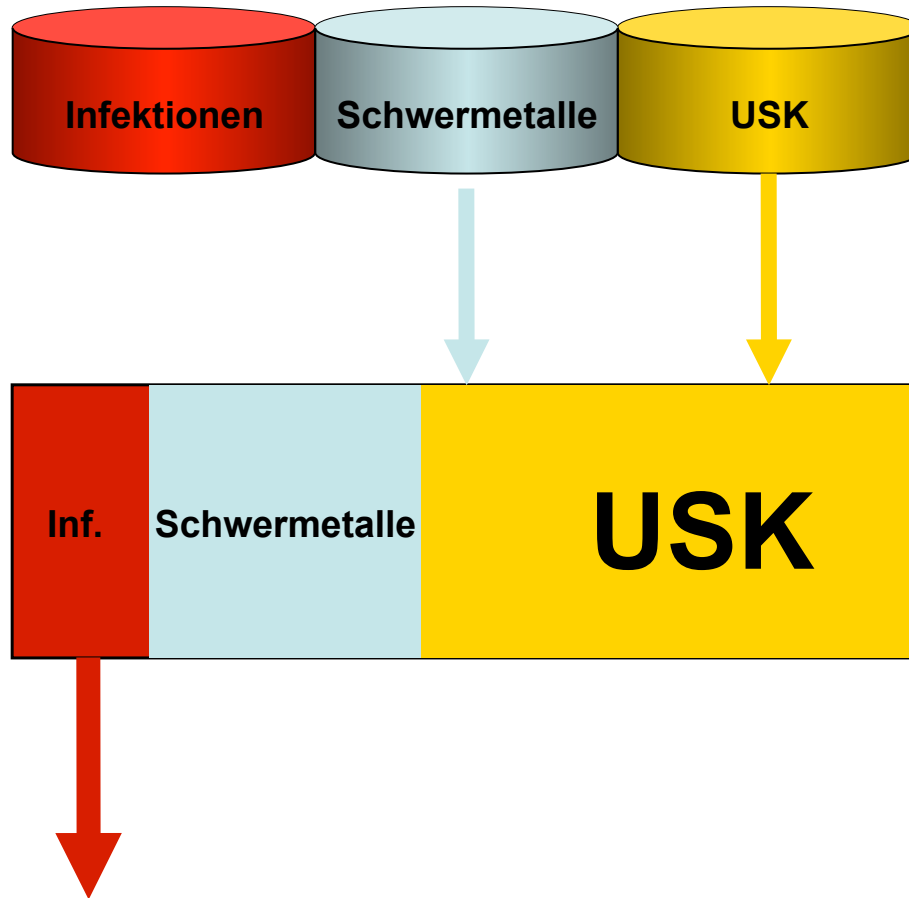 Infektionen
Schwermetalle
USK
Inf.
Schwermetalle
USK